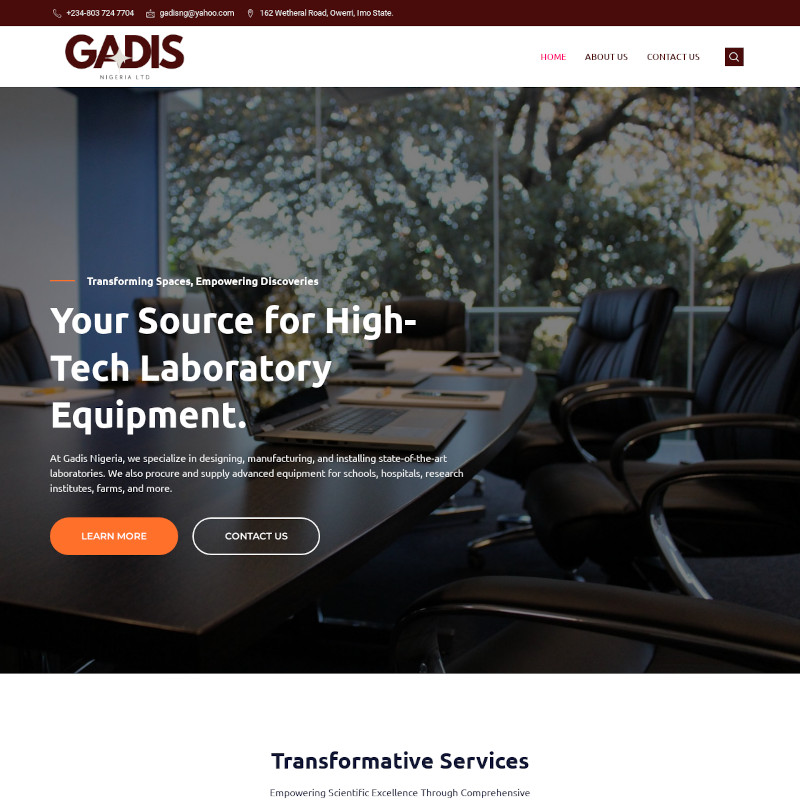 +234-803 724 7704 gadisng@yahoo.com 162 Wetheral Road, Owerri, Imo State.
GADIS
NIGERIA LTD
HOME ABOUT US CONTACT US
Transforming Spaces, Empowering Discoveries
Your Source for High-
Tech Laboratory
Equipment.
At Gadis Nigeria, we specialize in designing, manufacturing, and installing state-of-the-art
laboratories. We also procure and supply advanced equipment for schools, hospitals, research
institutes, farms, and more.
LEARN MORE CONTACT US
Transformative Services
Empowering Scientific Excellence Through Comprehensive